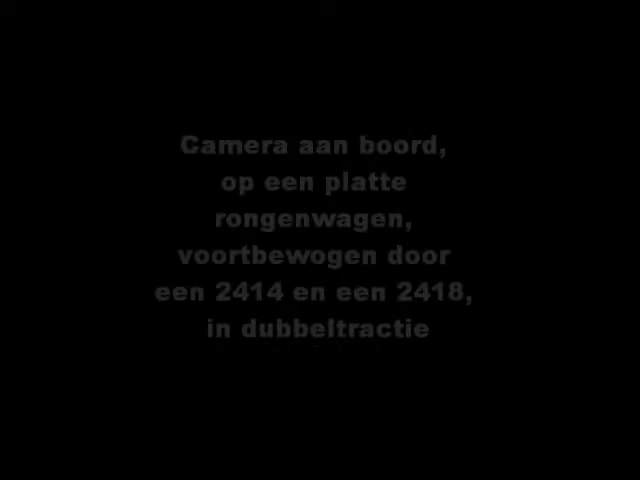 Camera aan boord,
op een platte
rongenwagen,
voortbewogen door
een 2414 en een 2418,
in dubbeltractie